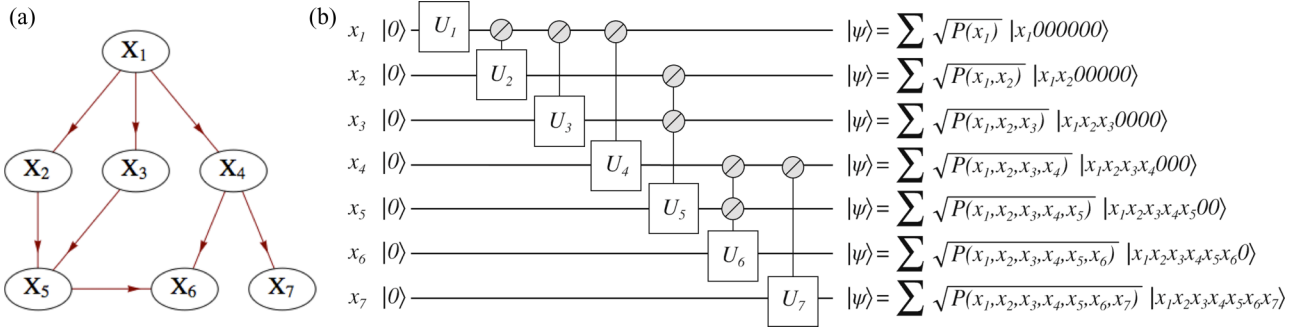 (a)
X1
X2 X3 X4
X5 X6 X7
(b)
x1 |0⟩ U1 |ψ⟩ = ∑ √P(x1) |x1000000⟩
x2 |0⟩ U2 |ψ⟩ = ∑ √P(x1,x2) |x1x200000⟩
x3 |0⟩ U3 |ψ⟩ = ∑ √P(x1,x2,x3) |x1x2x30000⟩
x4 |0⟩ U4 |ψ⟩ = ∑ √P(x1,x2,x3,x4) |x1x2x3x4000⟩
x5 |0⟩ U5 |ψ⟩ = ∑ √P(x1,x2,x3,x4,x5) |x1x2x3x4x500⟩
x6 |0⟩ U6 |ψ⟩ = ∑ √P(x1,x2,x3,x4,x5,x6) |x1x2x3x4x5x60⟩
x7 |0⟩ U7 |ψ⟩ = ∑ √P(x1,x2,x3,x4,x5,x6,x7) |x1x2x3x4x5x6x7⟩